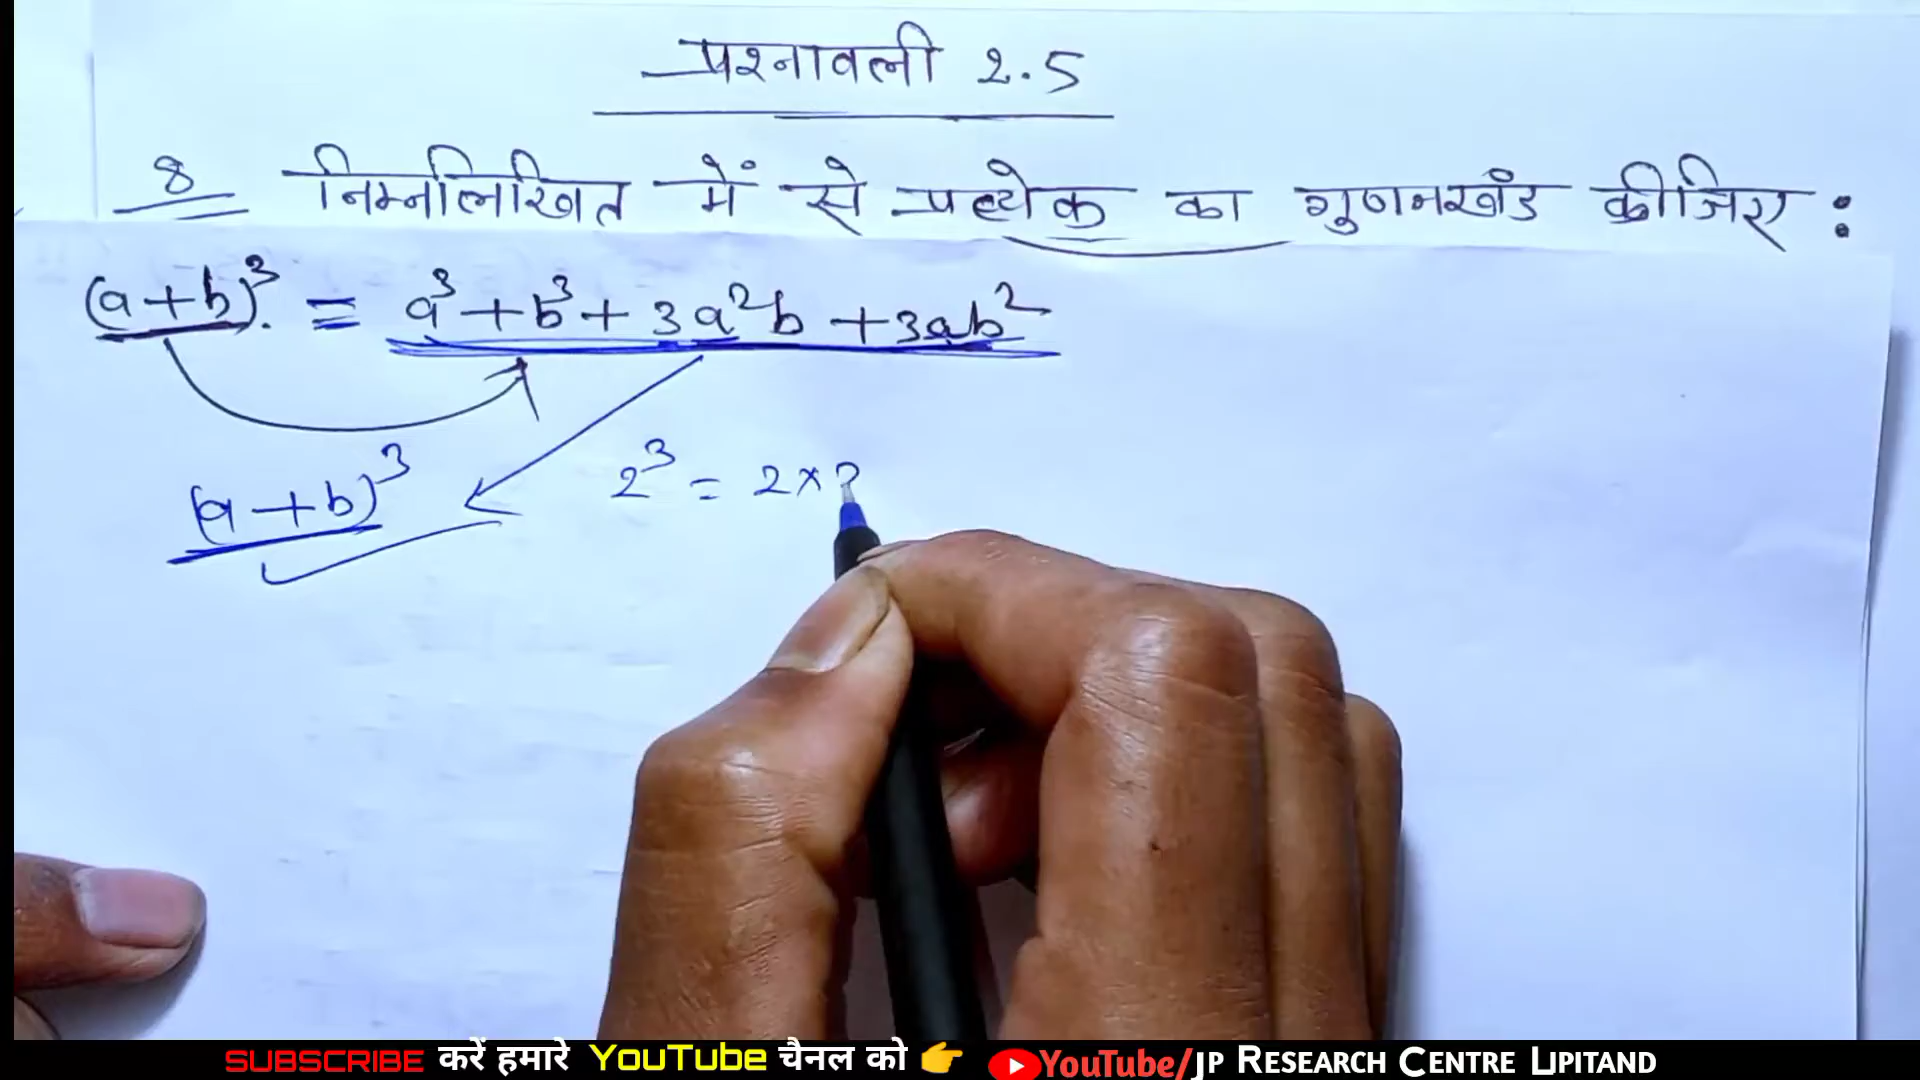 प्रश्नावली 2.5
8 निम्नलिखित में से प्रत्येक का गुणनखंड कीजिए :
(a+b)³ = a³+b³+3a²b+3ab²
(a+b)³
2³ = 2×2
SUBSCRIBE करें हमारे YouTube चैनल को 👉 YouTube/JP RESEARCH CENTRE LIPITAND